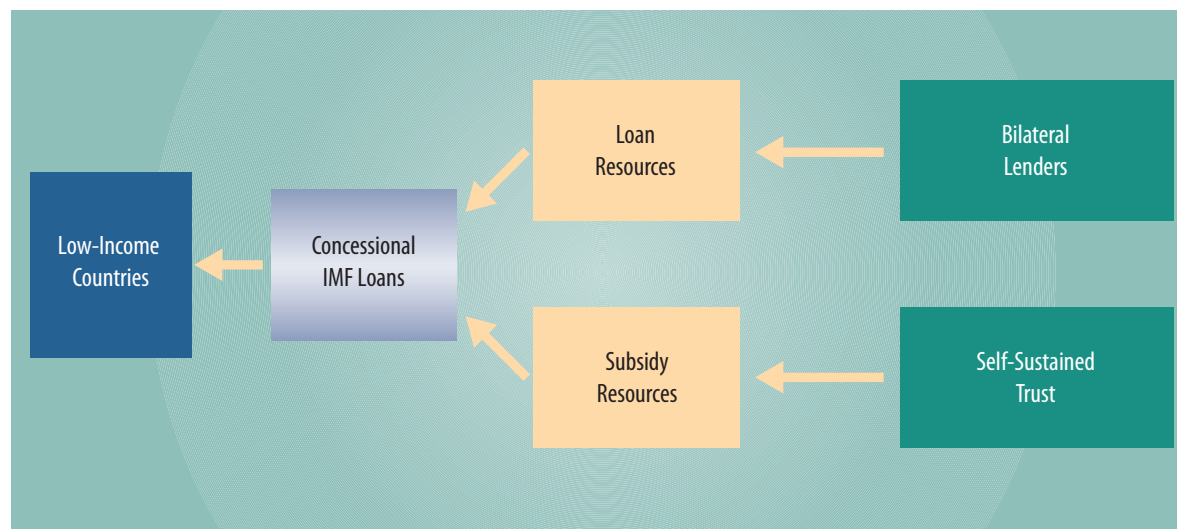 Low-Income
Countries
Concessional
IMF Loans
Loan
Resources
Bilateral
Lenders
Subsidy
Resources
Self-Sustained
Trust